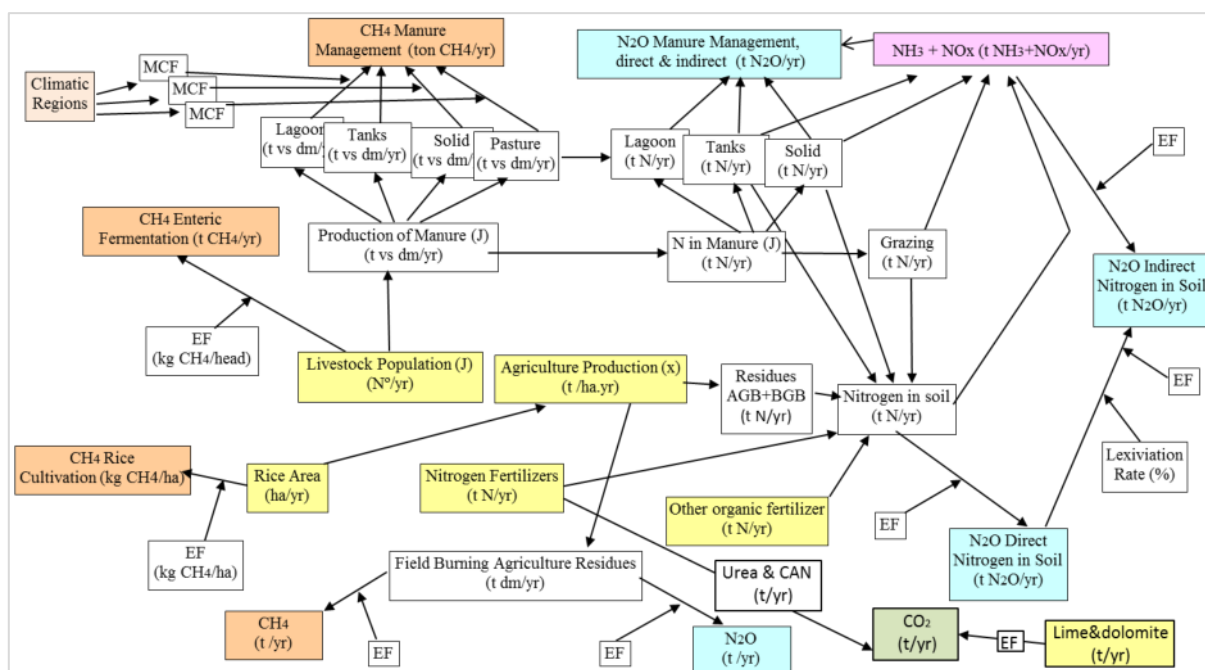 CH4 Manure
Management (ton CH4/yr)
N2O Manure Management,
direct & indirect (t N2O/yr)
NH3 + NOx (t NH3+NOx/yr)
Climatic
Regions
MCF
MCF
MCF
Lagoon
(t vs dm/yr)
Tanks
(t vs dm/yr)
Solid
(t vs dm/
Pasture
(t vs dm/yr)
Lagoon
(t N/yr)
Tanks
(t N/yr)
Solid
(t N/yr)
EF
CH4 Enteric
Fermentation (t CH4/yr)
Production of Manure (J)
(t vs dm/yr)
N in Manure (J)
(t N/yr)
Grazing
(t N/yr)
N2O Indirect
Nitrogen in Soil
(t N2O/yr)
EF
(kg CH4/head)
Livestock Population (J)
(Nº/yr)
Agriculture Production (x)
(t /ha.yr)
Residues
AGB+BGB
(t N/yr)
Nitrogen in soil
(t N/yr)
EF
CH4 Rice
Cultivation (kg CH4/ha)
Rice Area
(ha/yr)
Nitrogen Fertilizers
(t N/yr)
Other organic fertilizer
(t N/yr)
Lexiviation
Rate (%)
EF
EF
(kg CH4/ha)
Field Burning Agriculture Residues
(t dm/yr)
Urea & CAN
(t/yr)
N2O Direct
Nitrogen in Soil
(t N2O/yr)
CH4
(t /yr)
EF
EF
N2O
(t /yr)
CO2
(t/yr)
EF
Lime&dolomite
(t/yr)